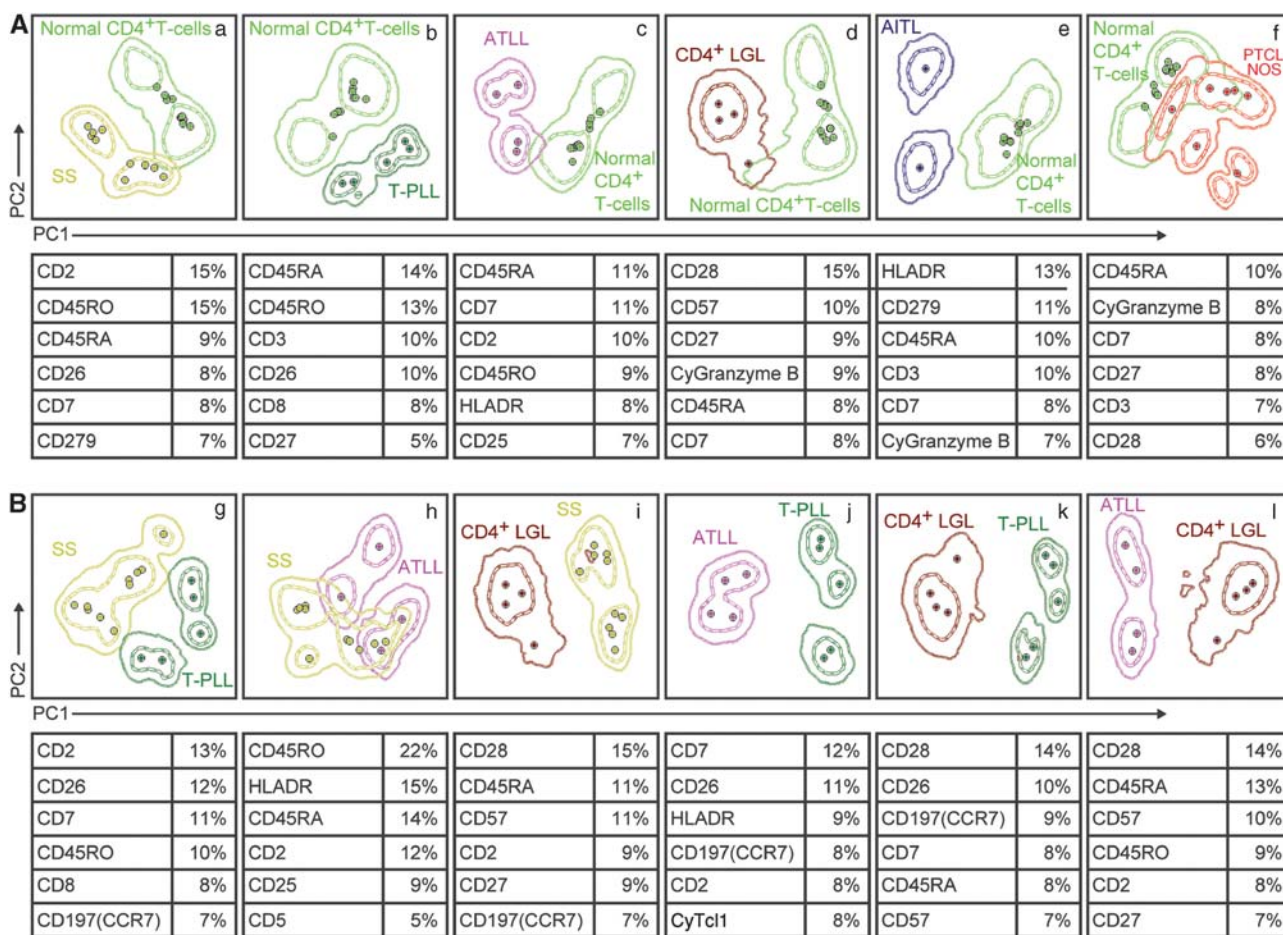 A
Normal CD4+T-cells a
SS
Normal CD4+T-cells b
T-PLL
ATLL c
Normal
CD4+
T-cells
CD4+ LGL d
Normal CD4+T-cells
AITL e
Normal
CD4+
T-cells
f
Normal
CD4+
T-cells
PTCL
NOS
PC2
PC1
CD2 15% CD45RA 14% CD45RA 11% CD28 15% HLADR 13% CD45RA 10%
CD45RO 15% CD45RO 13% CD7 11% CD57 10% CD279 11% CyGranzyme B 8%
CD45RA 9% CD3 10% CD2 10% CD27 9% CD45RA 10% CD7 8%
CD26 8% CD26 10% CD45RO 9% CyGranzyme B 9% CD3 10% CD27 8%
CD7 8% CD8 8% HLADR 8% CD45RA 8% CD7 8% CD3 7%
CD279 7% CD27 5% CD25 7% CD7 8% CyGranzyme B 7% CD28 6%
B
g
SS
T-PLL
h
SS
ATLL
i
CD4+ LGL
SS
j
T-PLL
ATLL
k
CD4+ LGL
T-PLL
l
ATLL
CD4+ LGL
PC2
PC1
CD2 13% CD45RO 22% CD28 15% CD7 12% CD28 14% CD28 14%
CD26 12% HLADR 15% CD45RA 11% CD26 11% CD26 10% CD45RA 13%
CD7 11% CD45RA 14% CD57 11% HLADR 9% CD197(CCR7) 9% CD57 10%
CD45RO 10% CD2 12% CD2 9% CD197(CCR7) 8% CD7 8% CD45RO 9%
CD8 8% CD25 9% CD27 9% CD2 8% CD45RA 8% CD2 8%
CD197(CCR7) 7% CD5 5% CD197(CCR7) 7% CyTcl1 8% CD57 7% CD27 7%